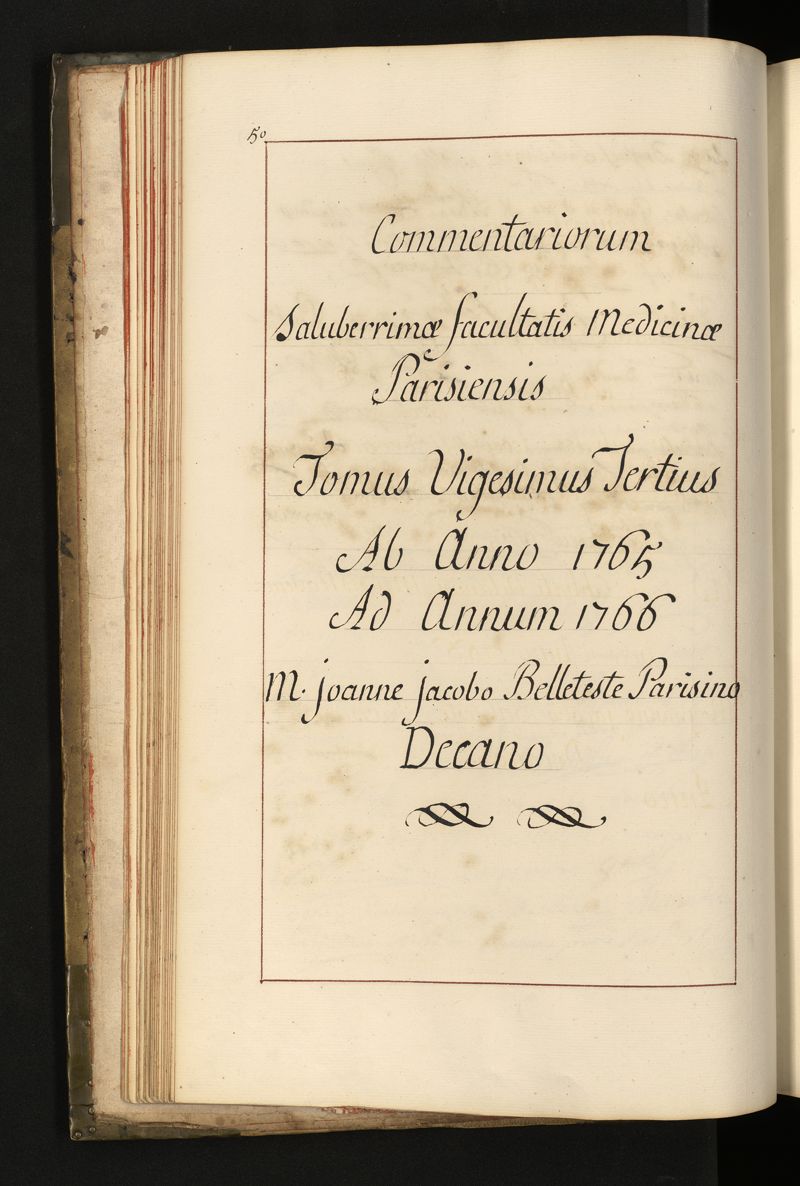 50
Commentariorum
Saluberrimæ facultatis Medicinæ
Parisiensis
Tomus Vigesimus Tertius
Ab Anno 1765
Ad Annum 1766
M. joanne jacobo Belleteste Parisino
Decano